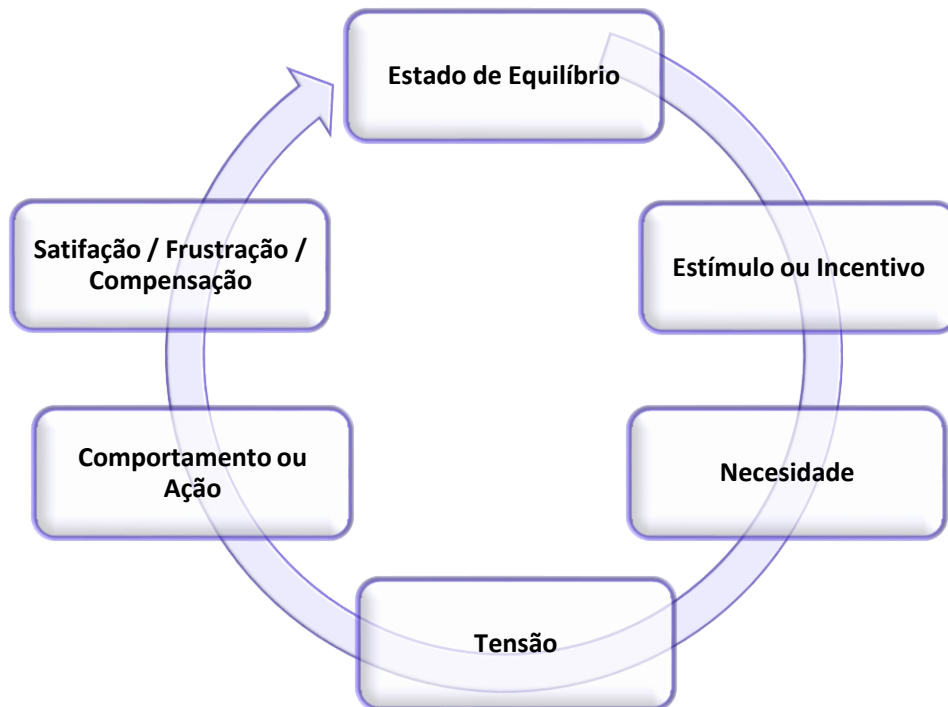 Estado de Equilíbrio
Estímulo ou Incentivo
Necesidade
Tensão
Comportamento ou
Ação
Satifação / Frustração /
Compensação